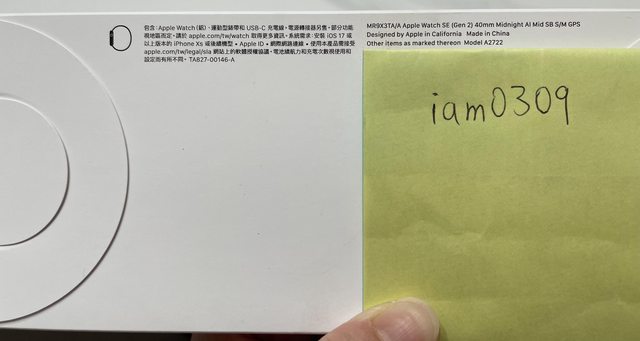 包含:Apple Watch (鋁)、運動型錶帶和 USB-C 充電線。電源轉接器另售。部分功能
視地區而定。請於 apple.com/tw/watch 取得更多資訊。系統需求:安裝 iOS 17 或
以上版本的 iPhone Xs 或後續機型 • Apple ID • 網際網路連線 • 使用本產品需接受
apple.com/tw/legal/sla 網站上的軟體授權協議。電池續航力和充電次數視使用和
設定而有所不同。 TA827-00146-A
MR9X3TA/A Apple Watch SE (Gen 2) 40mm Midnight Al Mid SB S/M GPS
Designed by Apple in California Made in China
Other items as marked thereon Model A2722
iam0309